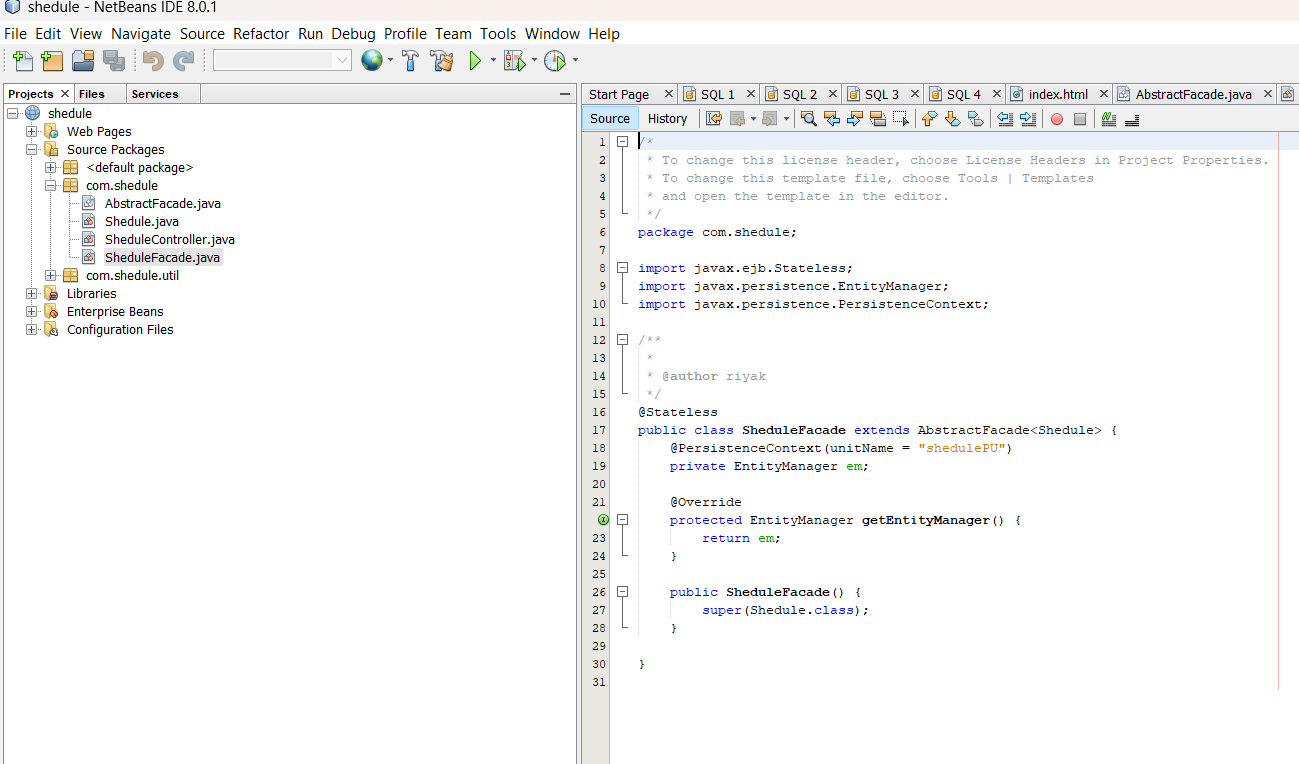 shedule - NetBeans IDE 8.0.1
File Edit View Navigate Source Refactor Run Debug Profile Team Tools Window Help
Projects Files Services
shedule
Web Pages
Source Packages
<default package>
com.shedule
AbstractFacade.java
Shedule.java
SheduleController.java
SheduleFacade.java
com.shedule.util
Libraries
Enterprise Beans
Configuration Files
Start Page SQL 1 SQL 2 SQL 3 SQL 4 index.html AbstractFacade.java
Source History
1 /*
2 * To change this license header, choose License Headers in Project Properties.
3 * To change this template file, choose Tools | Templates
4 * and open the template in the editor.
5 */
6 package com.shedule;
7
8 import javax.ejb.Stateless;
9 import javax.persistence.EntityManager;
10 import javax.persistence.PersistenceContext;
11
12 /**
13 *
14 * @author riyak
15 */
16 @Stateless
17 public class SheduleFacade extends AbstractFacade<Shedule> {
18 @PersistenceContext(unitName = "shedulePU")
19 private EntityManager em;
20
21 @Override
protected EntityManager getEntityManager() {
23 return em;
24 }
25
26 public SheduleFacade() {
27 super(Shedule.class);
28 }
29
30 }
31